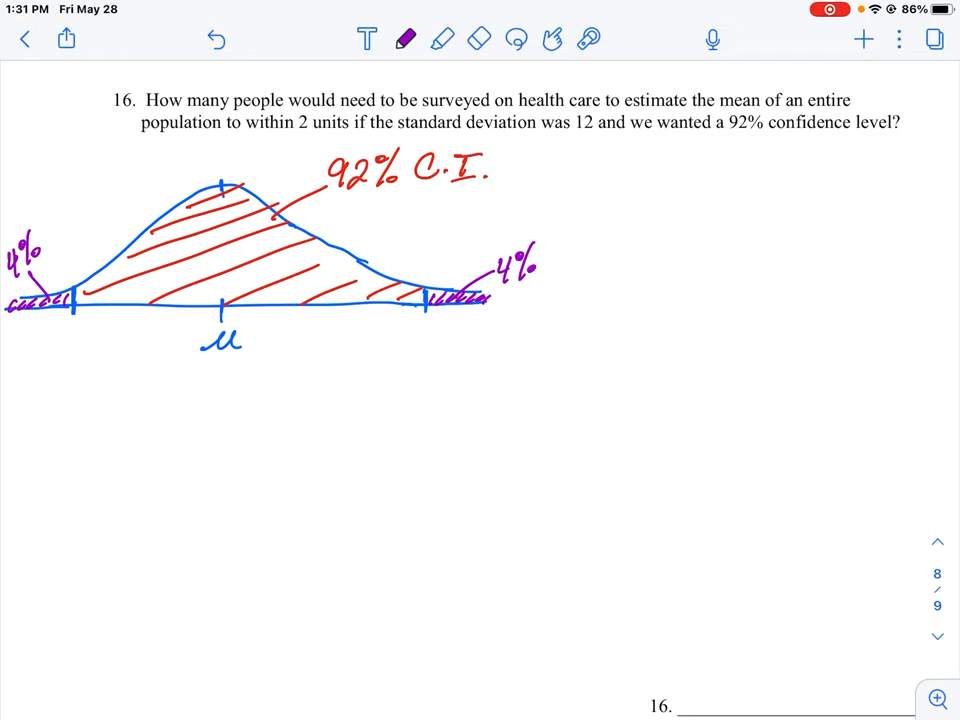 1:31 PM Fri May 28
86%
T
16. How many people would need to be surveyed on health care to estimate the mean of an entire
population to within 2 units if the standard deviation was 12 and we wanted a 92% confidence level?
92% C.I.
4%
4%
μ
8
/
9
16. ____________________